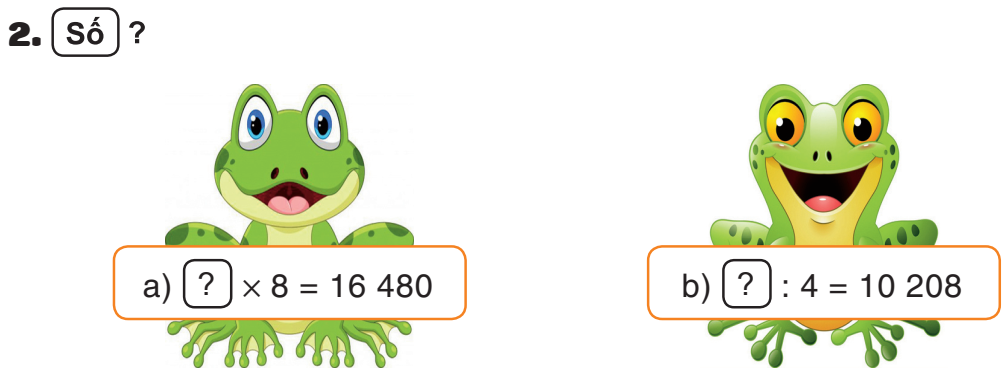 2. Số ?
a) ? × 8 = 16 480
b) ? : 4 = 10 208